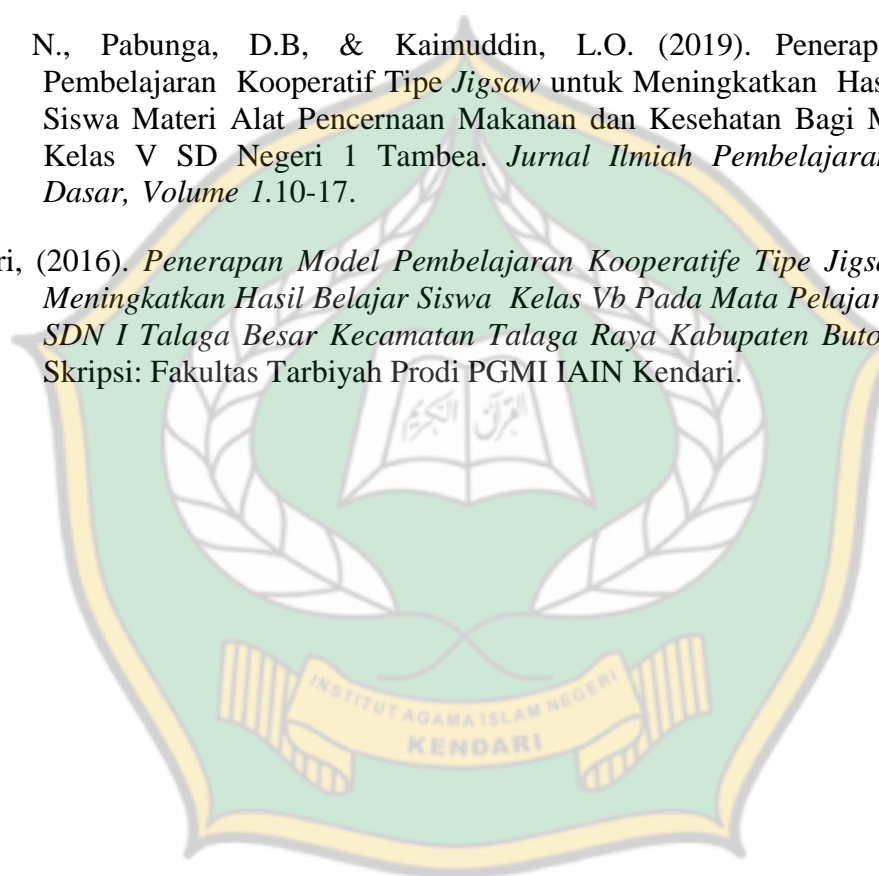 N., Pabunga, D.B, & Kaimuddin, L.O. (2019). Penerap
Pembelajaran Kooperatif Tipe Jigsaw untuk Meningkatkan Has
Siswa Materi Alat Pencernaan Makanan dan Kesehatan Bagi M
Kelas V SD Negeri 1 Tambea. Jurnal Ilmiah Pembelajaran
Dasar, Volume 1.10-17.
ri, (2016). Penerapan Model Pembelajaran Kooperatife Tipe Jigsa
Meningkatkan Hasil Belajar Siswa Kelas Vb Pada Mata Pelajar
SDN I Talaga Besar Kecamatan Talaga Raya Kabupaten Buto
Skripsi: Fakultas Tarbiyah Prodi PGMI IAIN Kendari.
القرآن الكريم
INSTITUT AGAMA ISLAM NEGERI
KENDARI